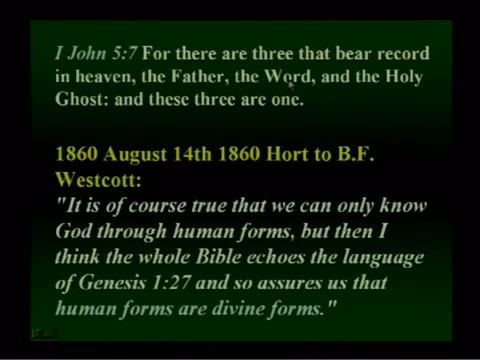 I John 5:7 For there are three that bear record
in heaven, the Father, the Word, and the Holy
Ghost: and these three are one.
1860 August 14th 1860 Hort to B.F.
Westcott:
"It is of course true that we can only know
God through human forms, but then I
think the whole Bible echoes the language
of Genesis 1:27 and so assures us that
human forms are divine forms."